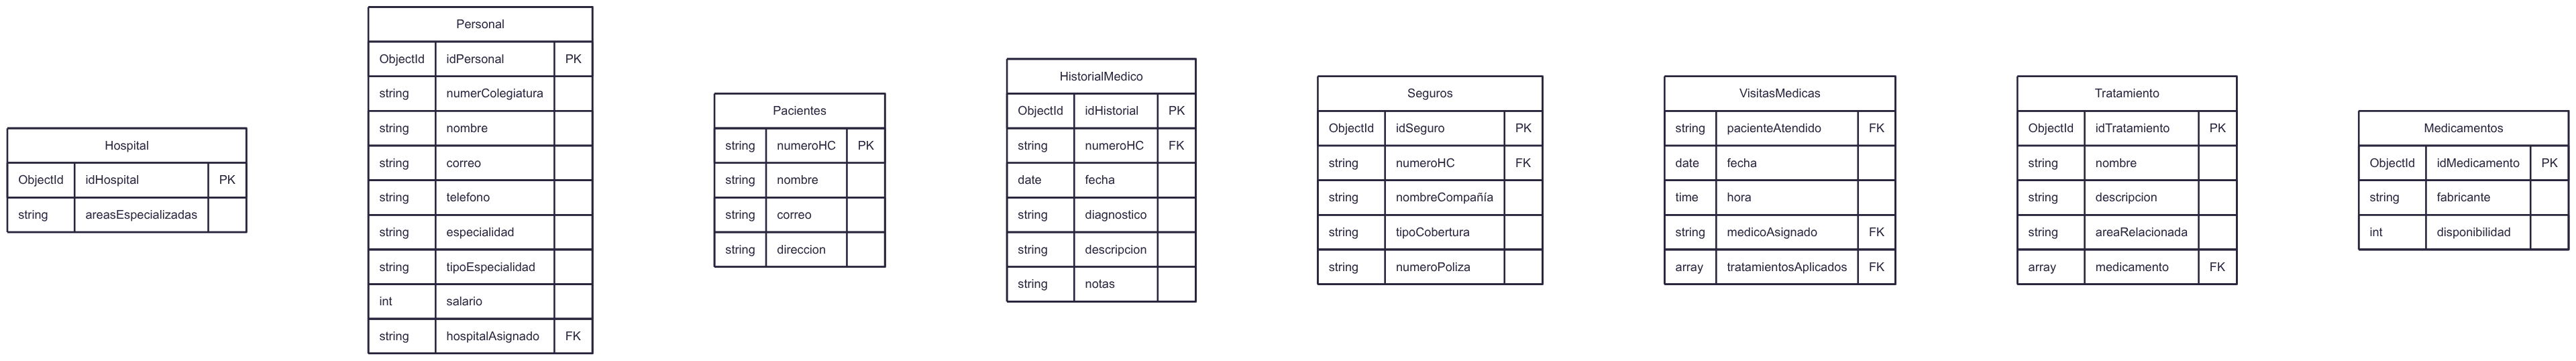 Hospital
ObjectId idHospital PK
string areasEspecializadas
Personal
ObjectId idPersonal PK
string numerColegiatura
string nombre
string correo
string telefono
string especialidad
string tipoEspecialidad
int salario
string hospitalAsignado FK
Pacientes
string numeroHC PK
string nombre
string correo
string direccion
HistorialMedico
ObjectId idHistorial PK
string numeroHC FK
date fecha
string diagnostico
string descripcion
string notas
Seguros
ObjectId idSeguro PK
string numeroHC FK
string nombreCompañía
string tipoCobertura
string numeroPoliza
VisitasMedicas
string pacienteAtendido FK
date fecha
time hora
string medicoAsignado FK
array tratamientosAplicados FK
Tratamiento
ObjectId idTratamiento PK
string nombre
string descripcion
string areaRelacionada
array medicamento FK
Medicamentos
ObjectId idMedicamento PK
string fabricante
int disponibilidad